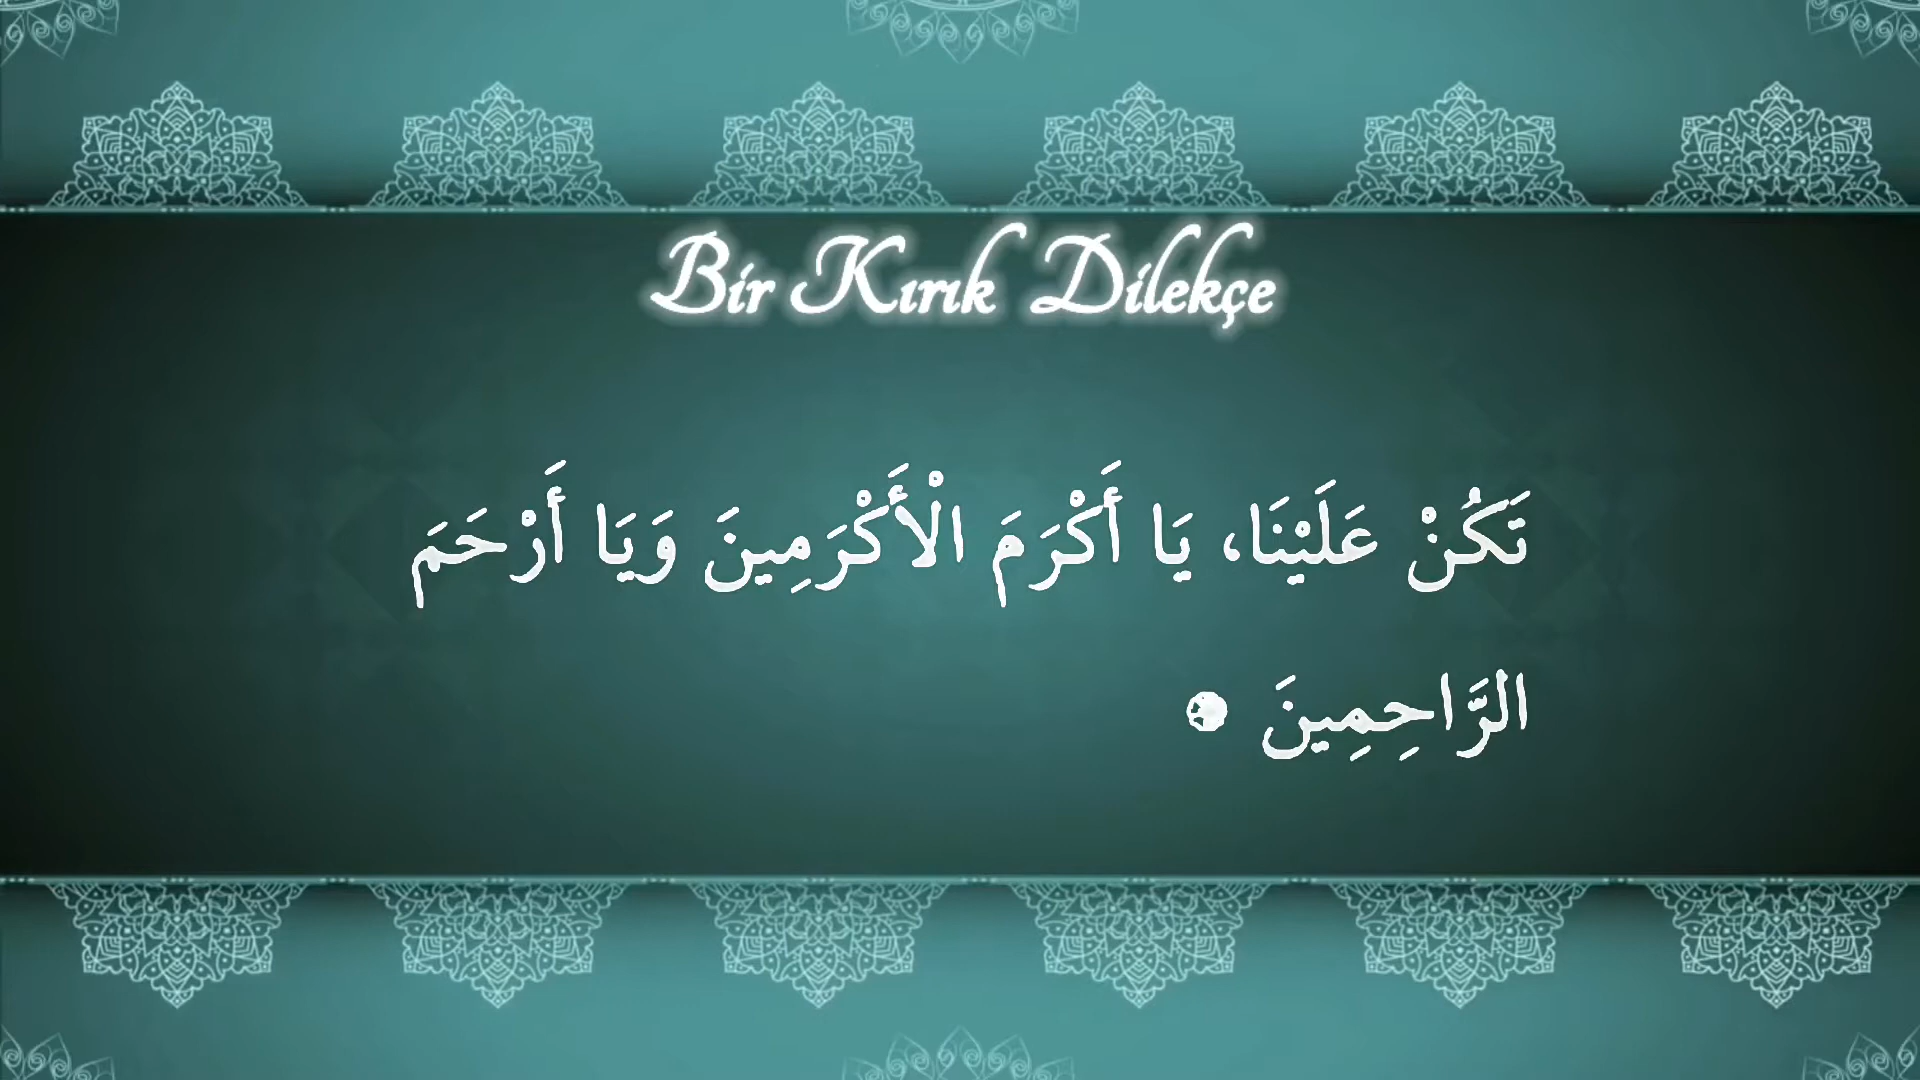 Bir Kırık Dilekçe
تَكُنْ عَلَيْنَا، يَا أَكْرَمَ الْأَكْرَمِينَ وَيَا أَرْحَمَ
الرَّاحِمِينَ